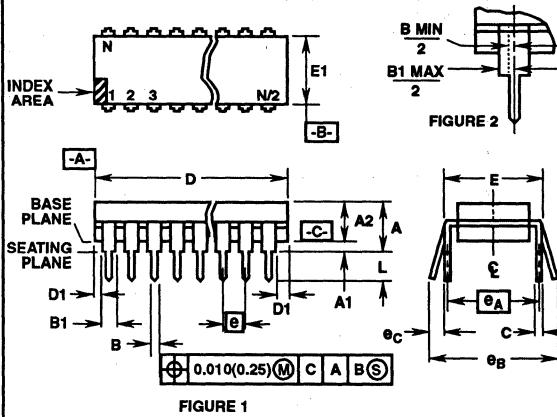 N
INDEX
AREA
1 2 3 N/2
E1
-B-
B MIN
2
B1 MAX
2
FIGURE 2
-A-
D
E
BASE
PLANE
A2
A
-C-
SEATING
PLANE
L
D1
A1
D1
B1
e
B
℄
eA
eC
C
eB
⌖ 0.010(0.25)Ⓜ C A BⓈ
FIGURE 1